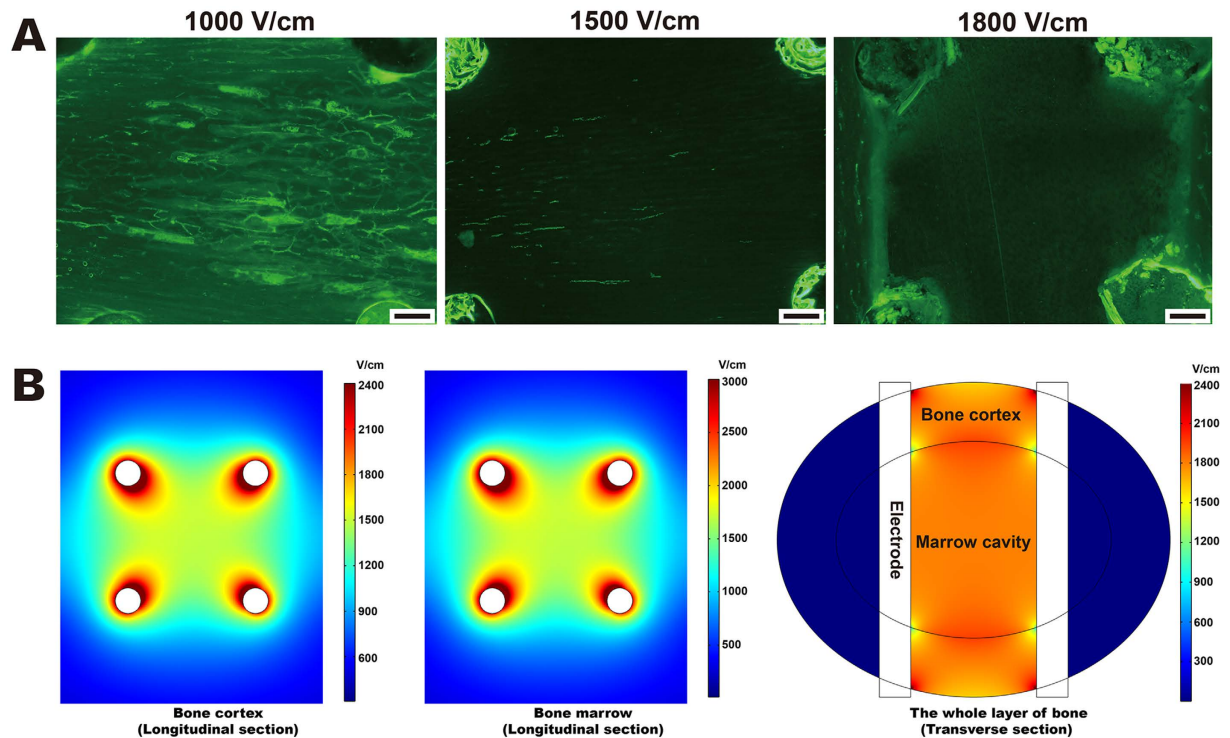 A
1000 V/cm
1500 V/cm
1800 V/cm
B
V/cm
2400
2100
1800
1500
1200
900
600
Bone cortex
(Longitudinal section)
V/cm
3000
2500
2000
1500
1000
500
Bone marrow
(Longitudinal section)
Bone cortex
Electrode
Marrow cavity
V/cm
2400
2100
1800
1500
1200
900
600
300
The whole layer of bone
(Transverse section)